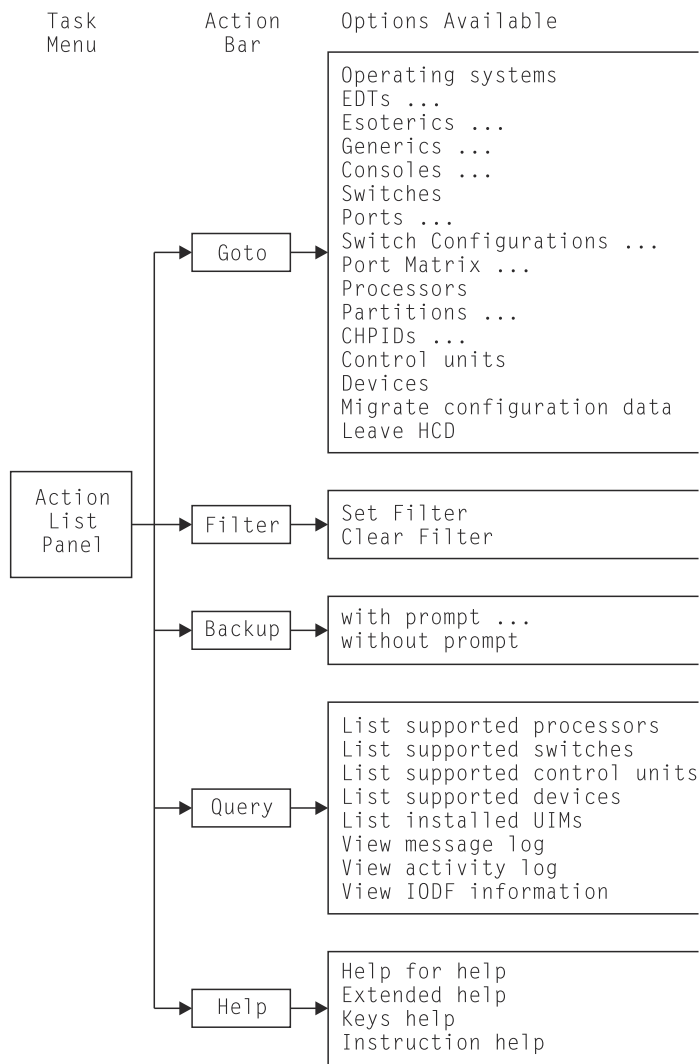 Task Menu
Action Bar
Options Available
Operating systems
EDTs ...
Esoterics ...
Generics ...
Consoles ...
Switches
Ports ...
Switch Configurations ...
Port Matrix ...
Processors
Partitions ...
CHPIDs ...
Control units
Devices
Migrate configuration data
Leave HCD
Goto
Action
List
Panel
Filter
Set Filter
Clear Filter
Backup
with prompt ...
without prompt
Query
List supported processors
List supported switches
List supported control units
List supported devices
List installed UIMs
View message log
View activity log
View IODF information
Help
Help for help
Extended help
Keys help
Instruction help